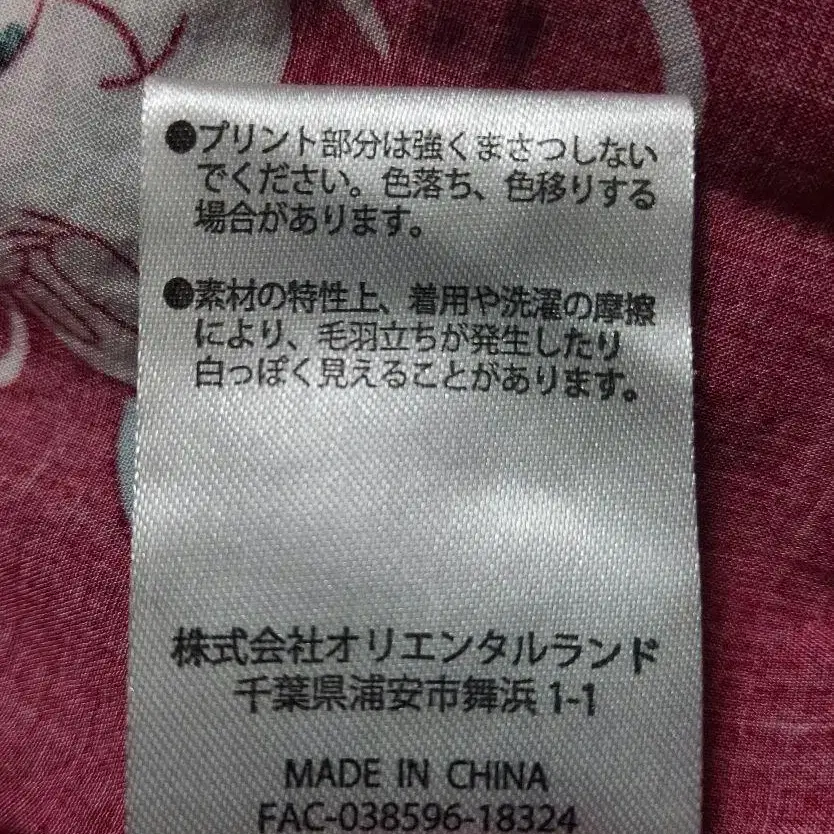 ●プリント部分は強くまさつしない
でください。色落ち、色移りする
場合があります。
●素材の特性上、着用や洗濯の摩擦
により、毛羽立ちが発生したり
白っぽく見えることがあります。
株式会社オリエンタルランド
千葉県浦安市舞浜 1-1
MADE IN CHINA
FAC-038596-18324